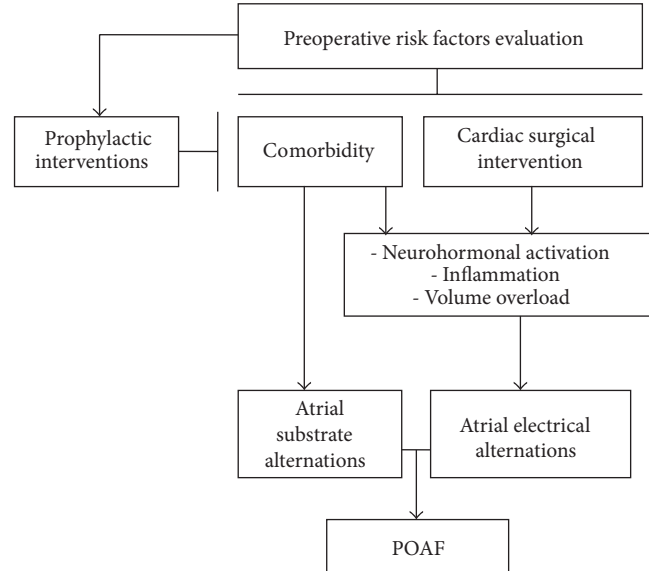 Preoperative risk factors evaluation
Prophylactic
interventions
Comorbidity
Cardiac surgical
intervention
- Neurohormonal activation
- Inflammation
- Volume overload
Atrial
substrate
alternations
Atrial electrical
alternations
POAF